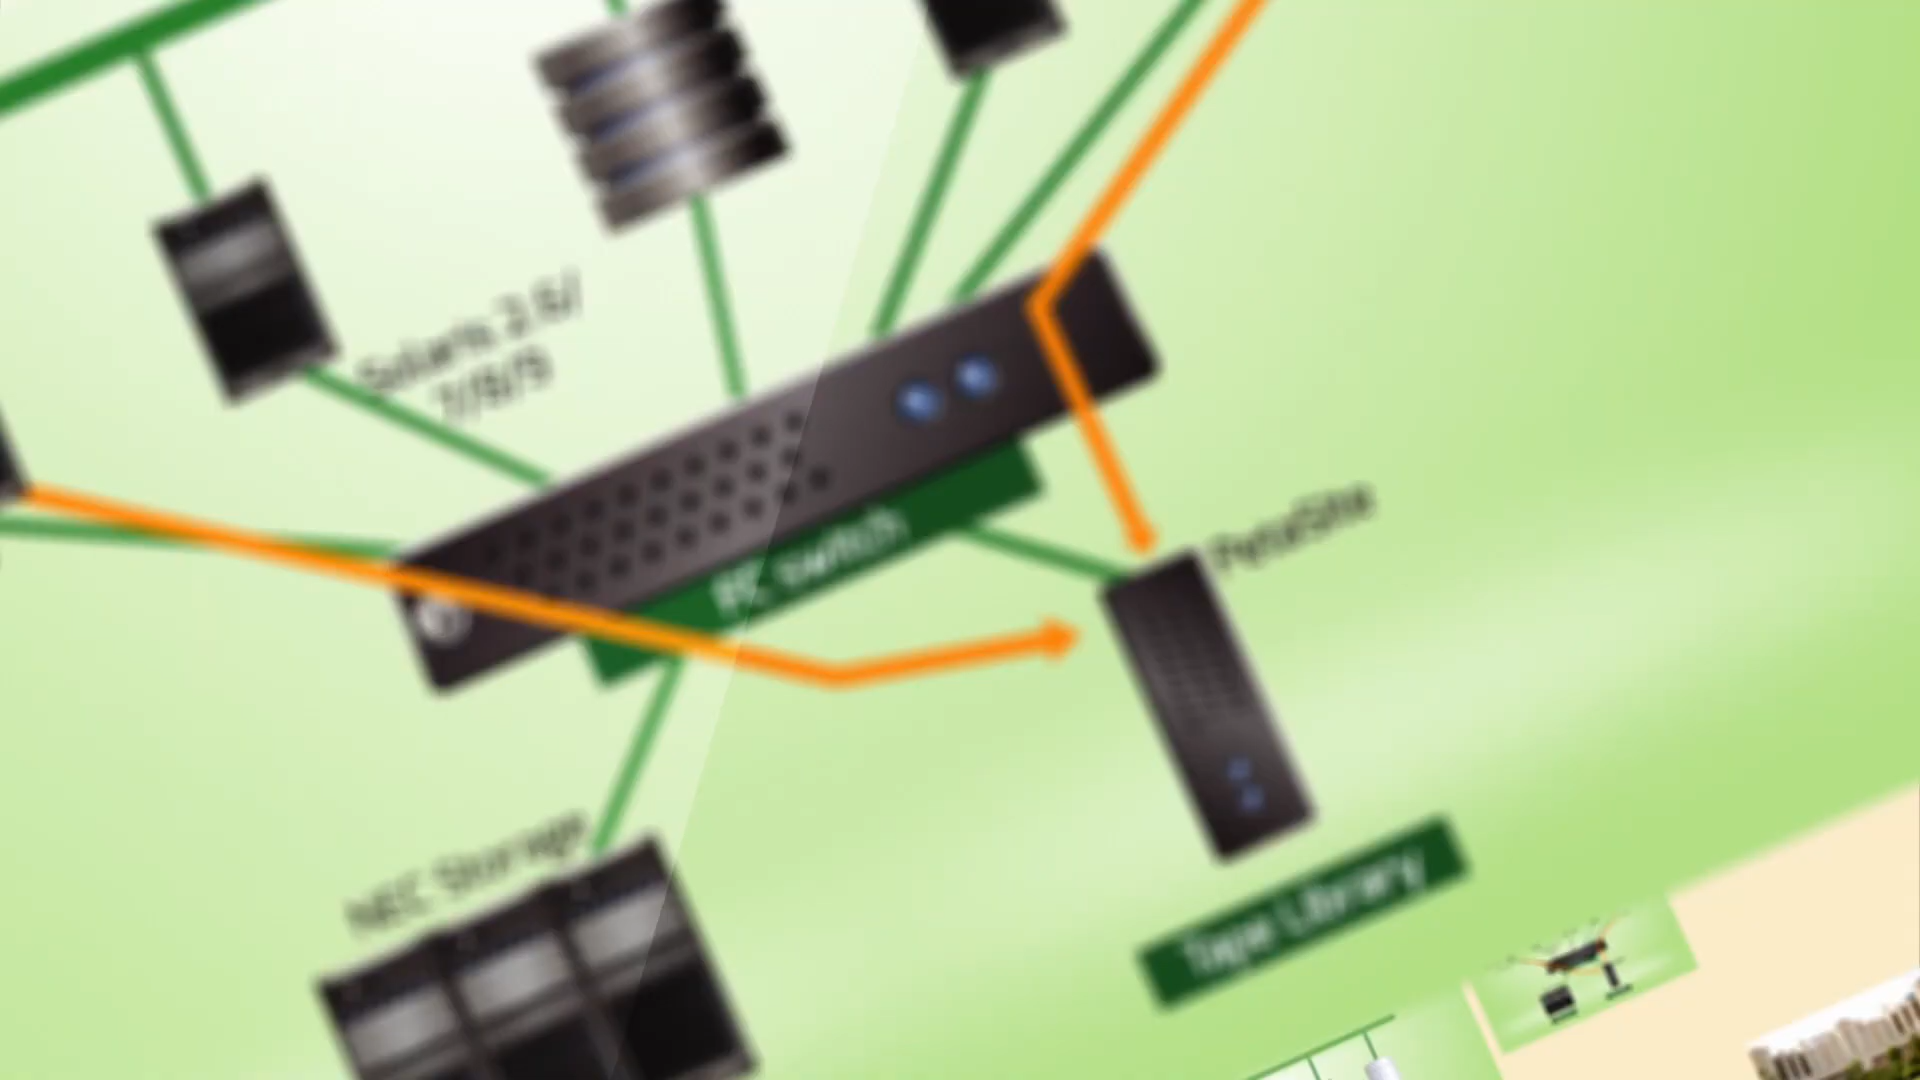 Solaris 2.6/
7/8/9
FC switch
PetaSite
NEC Storage
Tape Library